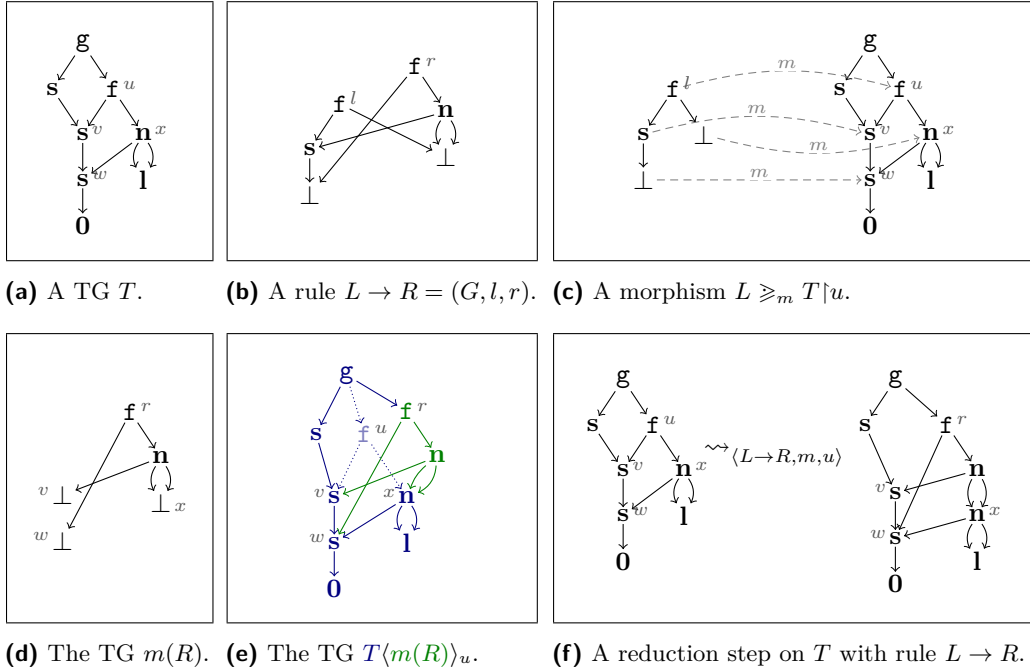 g
s f u
s v n x
s w l
0
f r
f l
n
s ⊥
⊥
g
f l s f u
m
s ⊥ s v n x
m
m
⊥ s w l
m
0
(a) A TG T.
(b) A rule L → R = (G, l, r).
(c) A morphism L ⩾̇m T↾u.
f r
n
v ⊥ ⊥ x
w ⊥
g
f r
s f u
n
v s x n
w s l
0
g
s f u
s v n x
s w l
0
⇝⟨L→R,m,u⟩
g
s f r
n
v s n x
w s l
0
(d) The TG m(R).
(e) The TG T⟨m(R)⟩u.
(f) A reduction step on T with rule L → R.